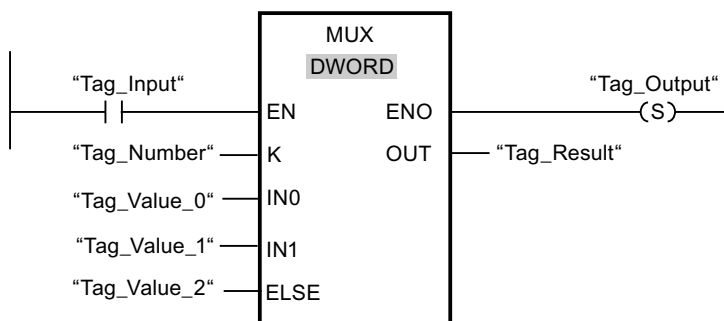 MUX
DWORD
“Tag_Input“
“Tag_Output“
EN
ENO
(S)
“Tag_Number“
K
OUT
“Tag_Result“
“Tag_Value_0“
IN0
“Tag_Value_1“
IN1
“Tag_Value_2“
ELSE